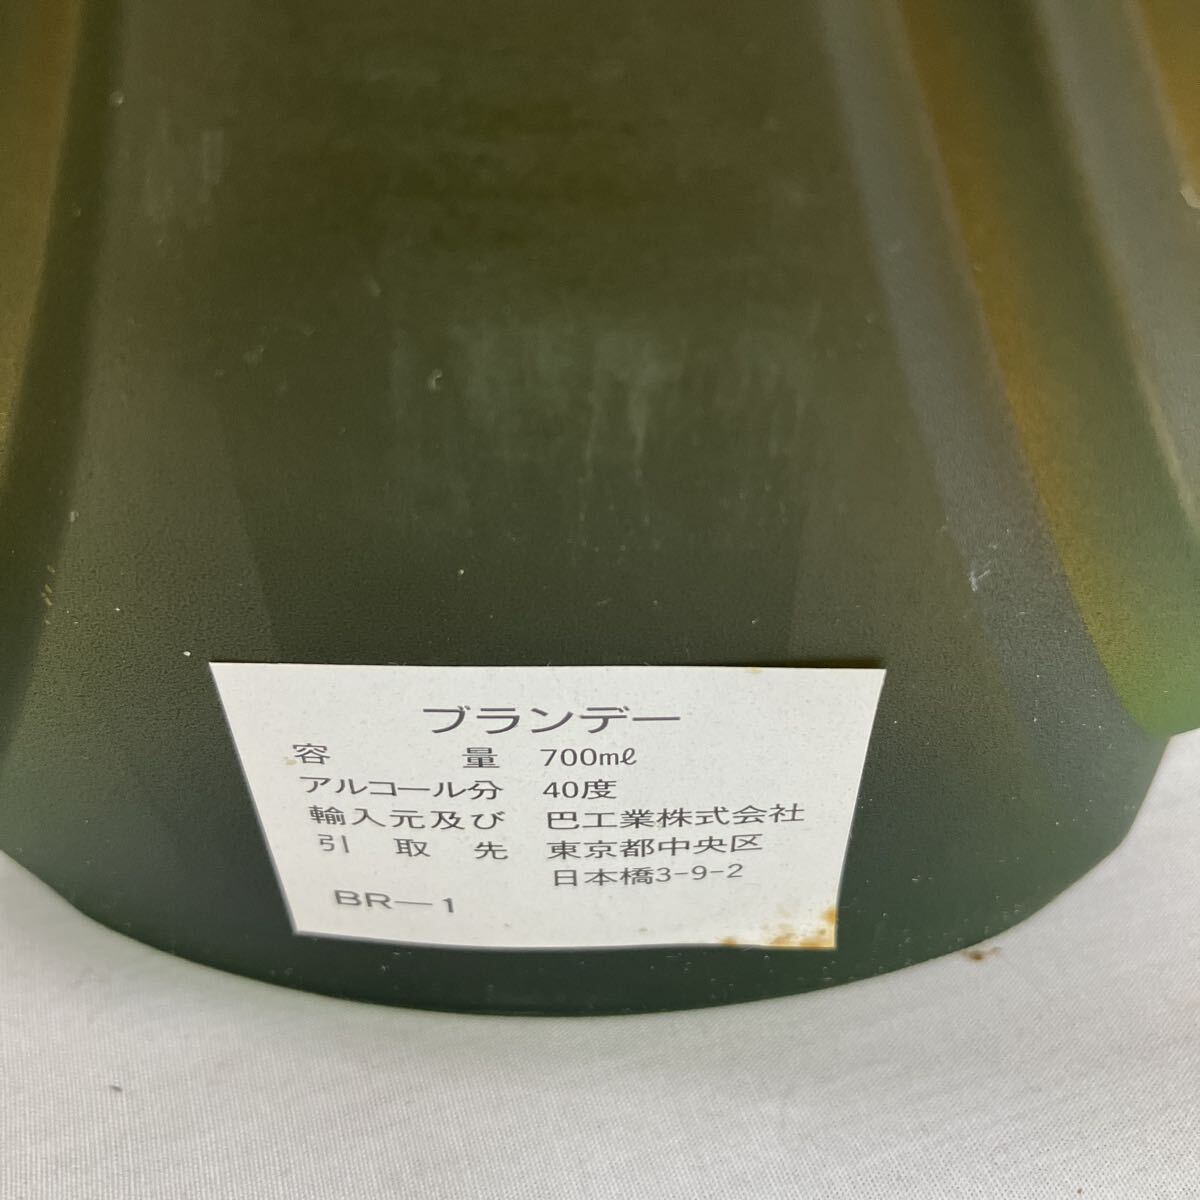 ブランデー
容 量 700mℓ
アルコール分 40度
輸入元及び 巴工業株式会社
引取先 東京都中央区
日本橋3-9-2
BR-1